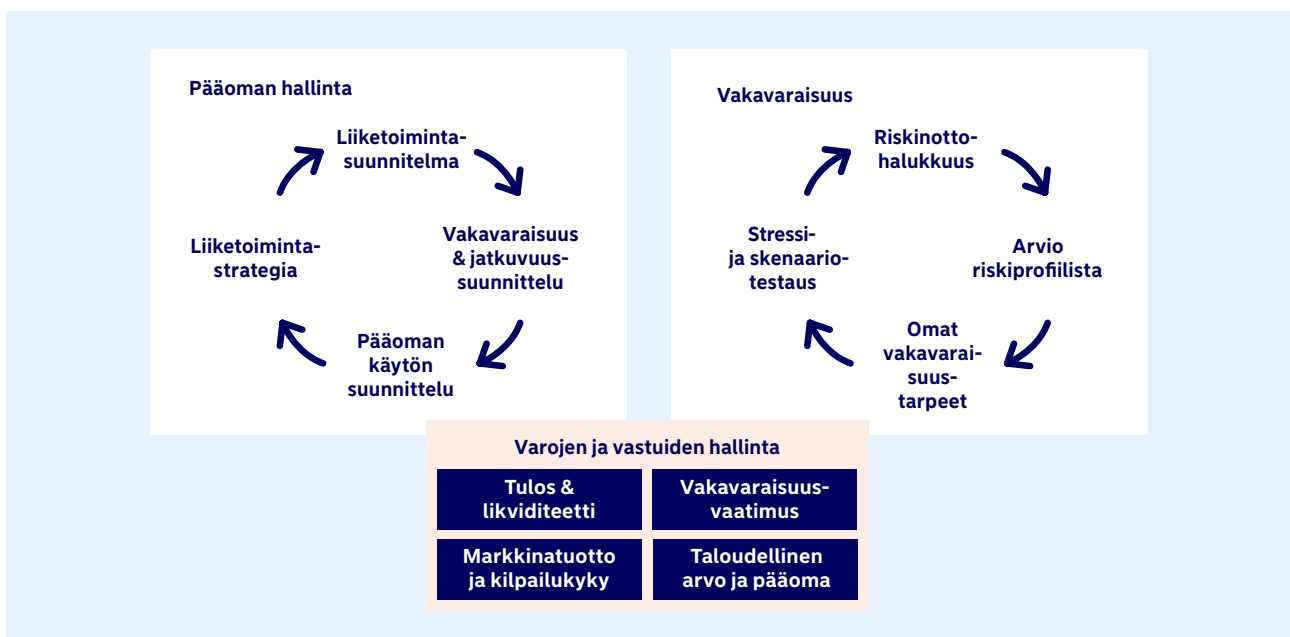 Pääoman hallinta
Liiketoiminta-
suunnitelma
Vakavaraisuus
& jatkuvuus-
suunnittelu
Pääoman
käytön
suunnittelu
Liiketoiminta-
strategia
Vakavaraisuus
Riskinotto-
halukkuus
Arvio
riskiprofiilista
Omat
vakavarai-
suus-
tarpeet
Stressi-
ja skenaario-
testaus
Varojen ja vastuiden hallinta
Tulos &
likviditeetti
Vakavaraisuus-
vaatimus
Markkinatuotto
ja kilpailukyky
Taloudellinen
arvo ja pääoma